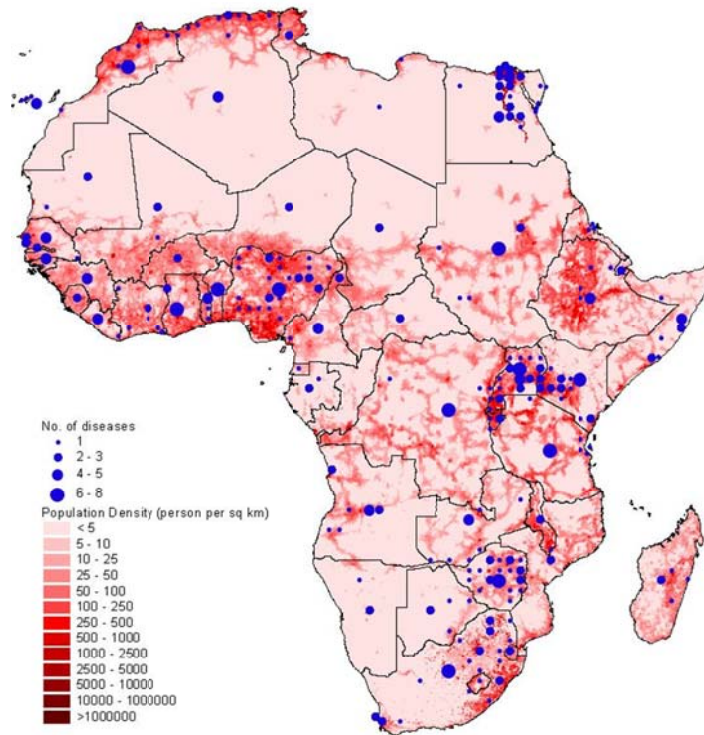 No. of diseases
1
2 - 3
4 - 5
6 - 8
Population Density (person per sq km)
< 5
5 - 10
10 - 25
25 - 50
50 - 100
100 - 250
250 - 500
500 - 1000
1000 - 2500
2500 - 5000
5000 - 10000
10000 - 1000000
>1000000